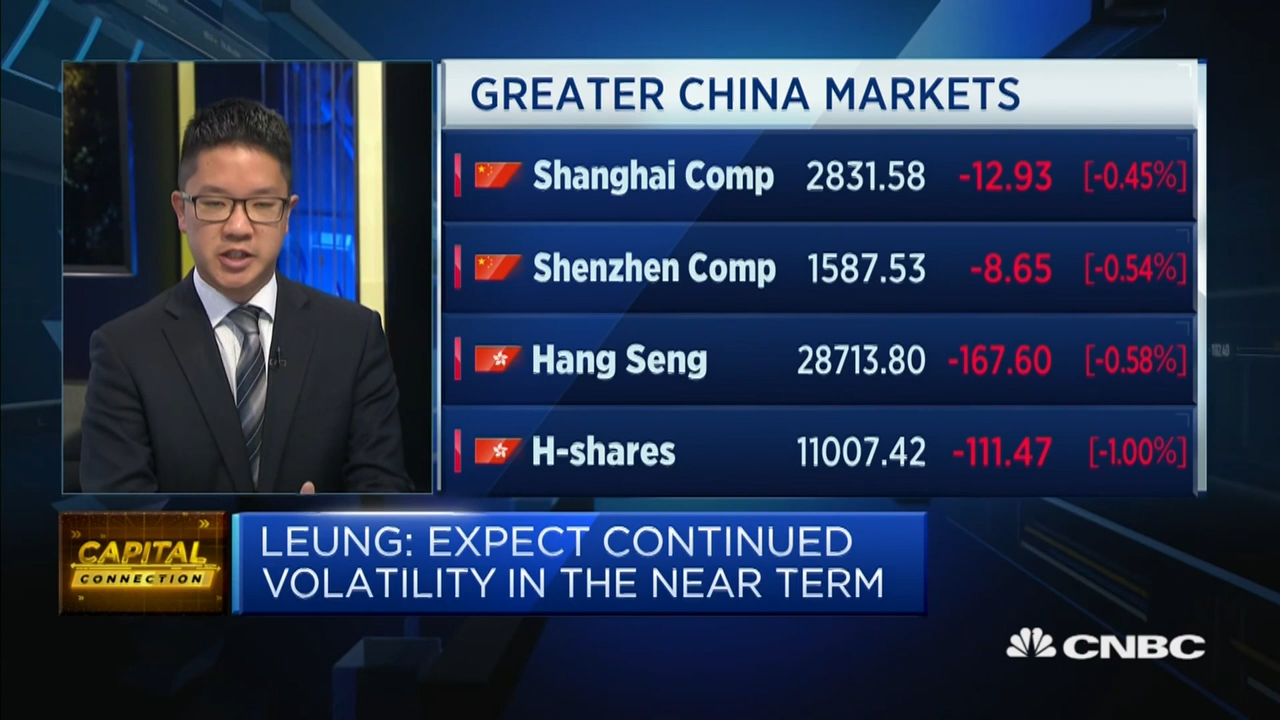 GREATER CHINA MARKETS
Shanghai Comp 2831.58 -12.93 [-0.45%]
Shenzhen Comp 1587.53 -8.65 [-0.54%]
Hang Seng 28713.80 -167.60 [-0.58%]
H-shares 11007.42 -111.47 [-1.00%]
CAPITAL
CONNECTION
LEUNG: EXPECT CONTINUED
VOLATILITY IN THE NEAR TERM
CNBC